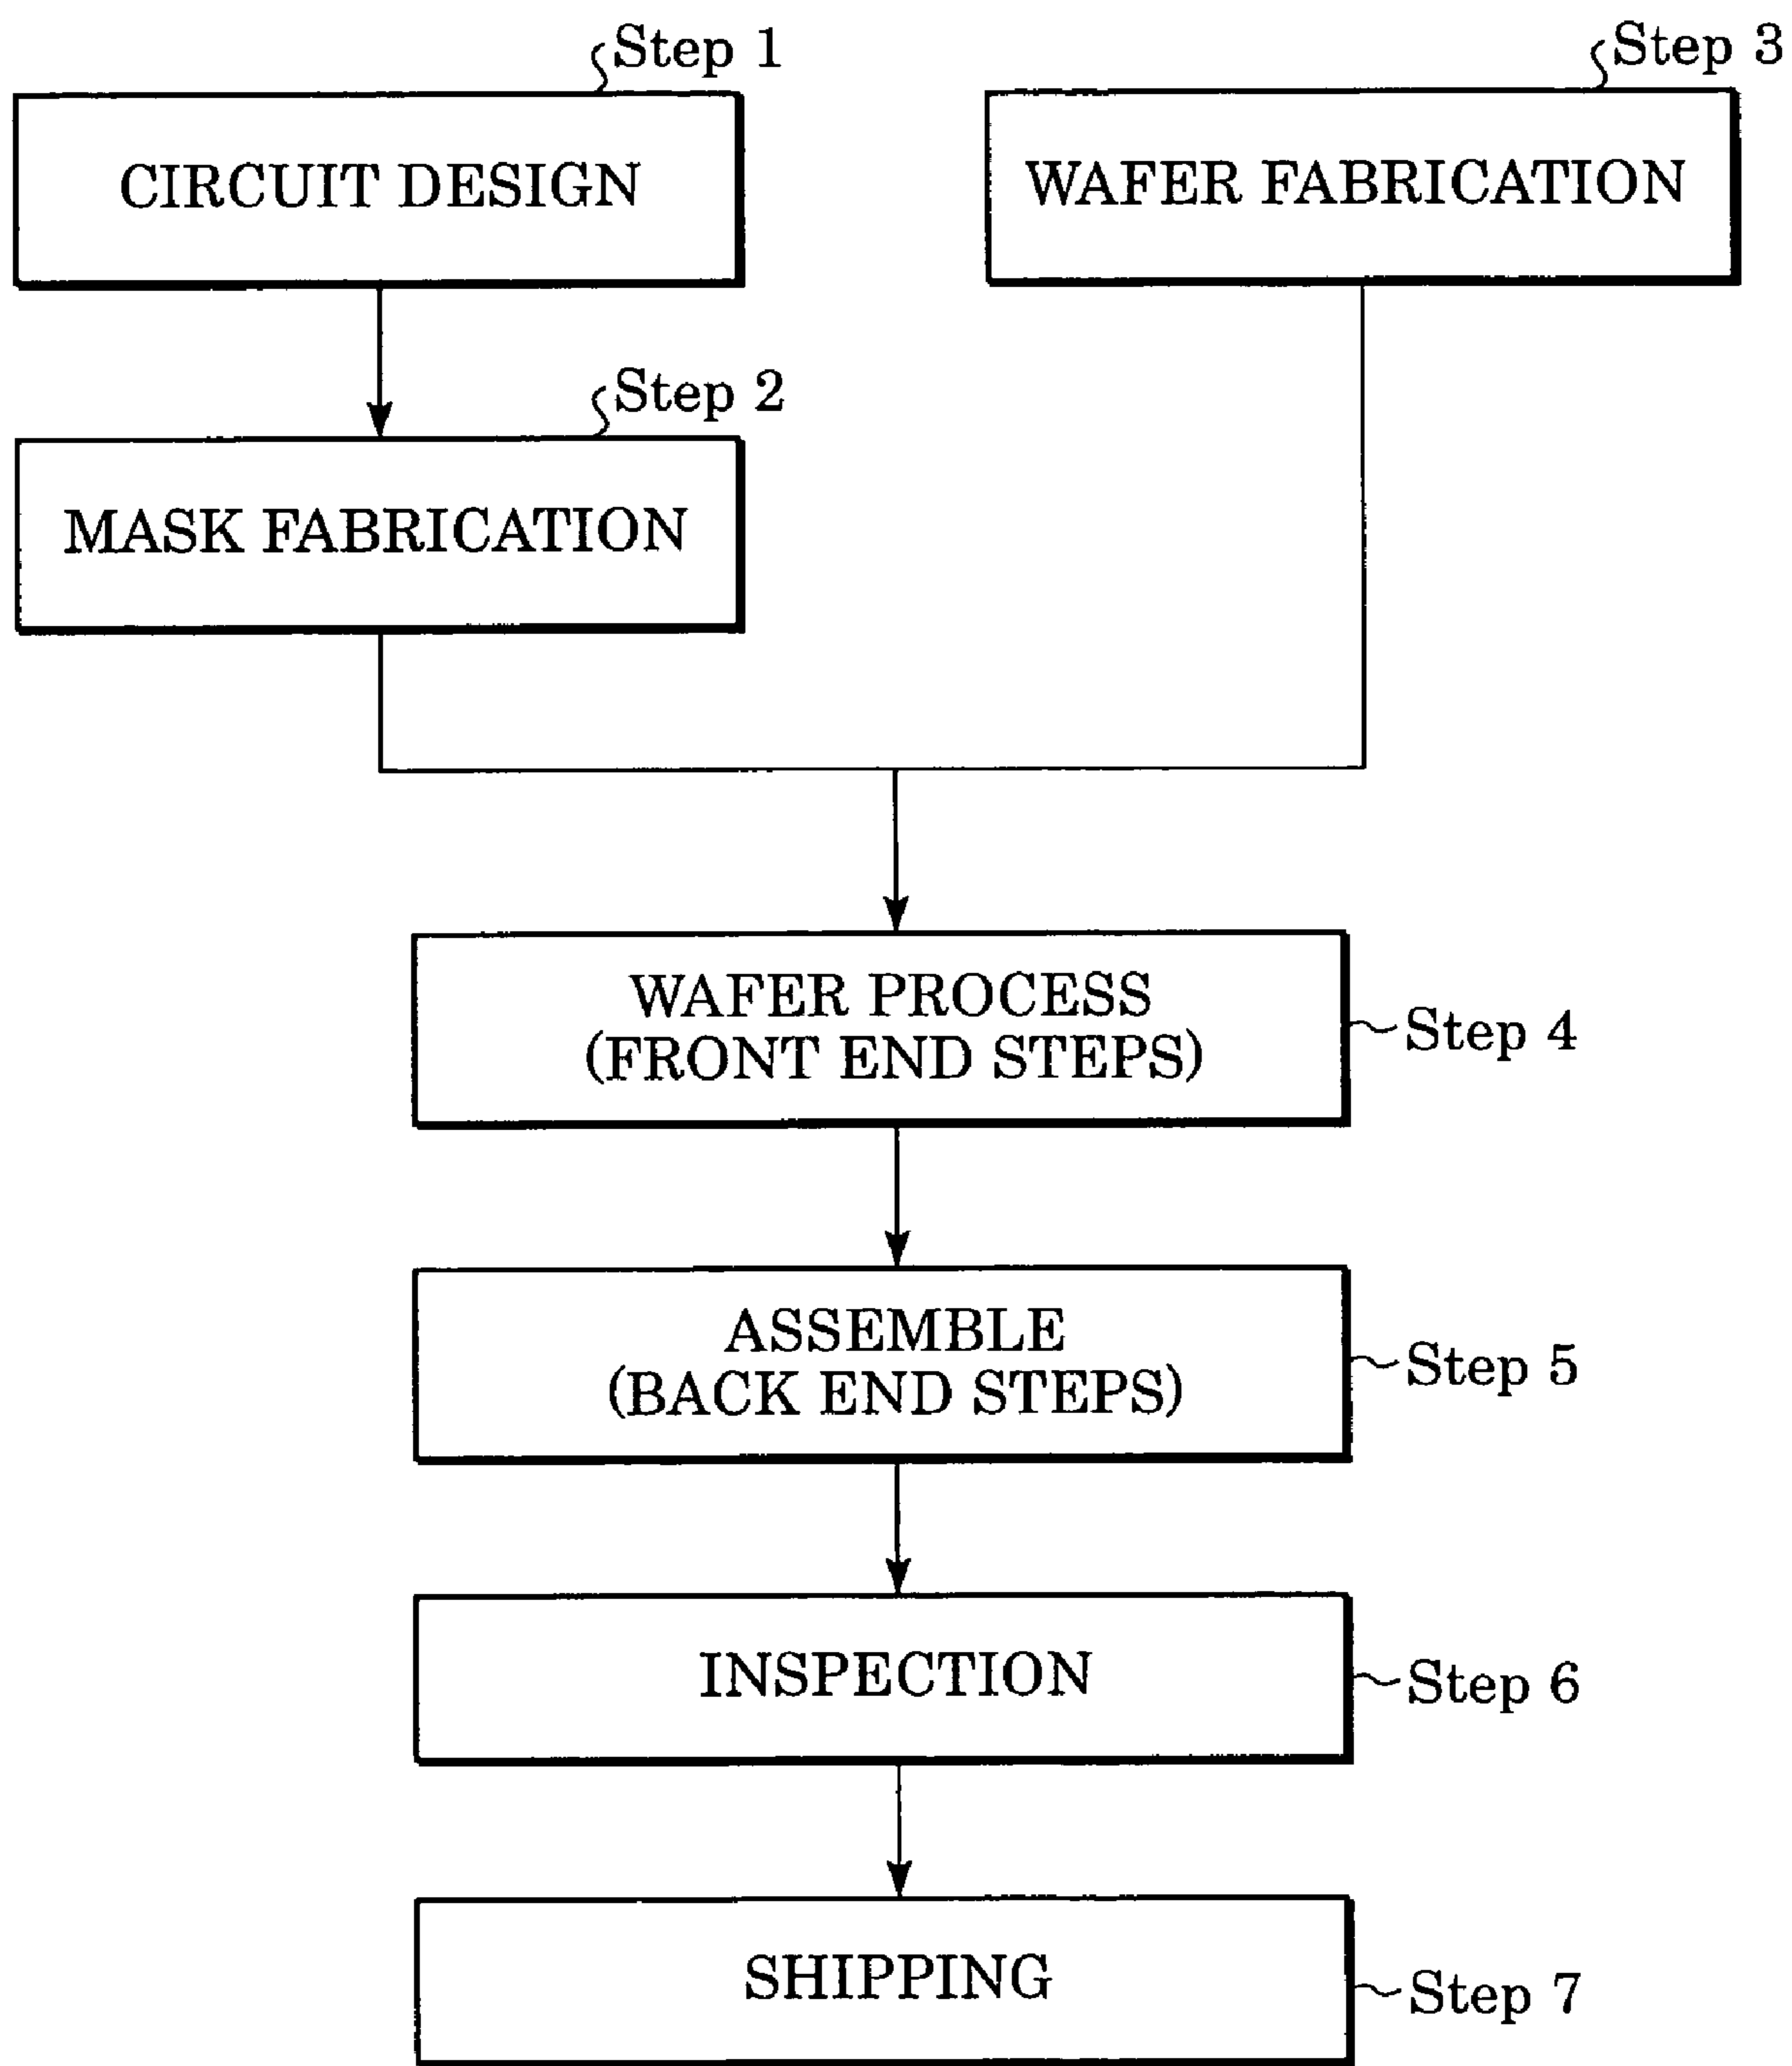 Step 1
CIRCUIT DESIGN
Step 3
WAFER FABRICATION
Step 2
MASK FABRICATION
WAFER PROCESS
(FRONT END STEPS)
Step 4
ASSEMBLE
(BACK END STEPS)
Step 5
INSPECTION
Step 6
SHIPPING
Step 7